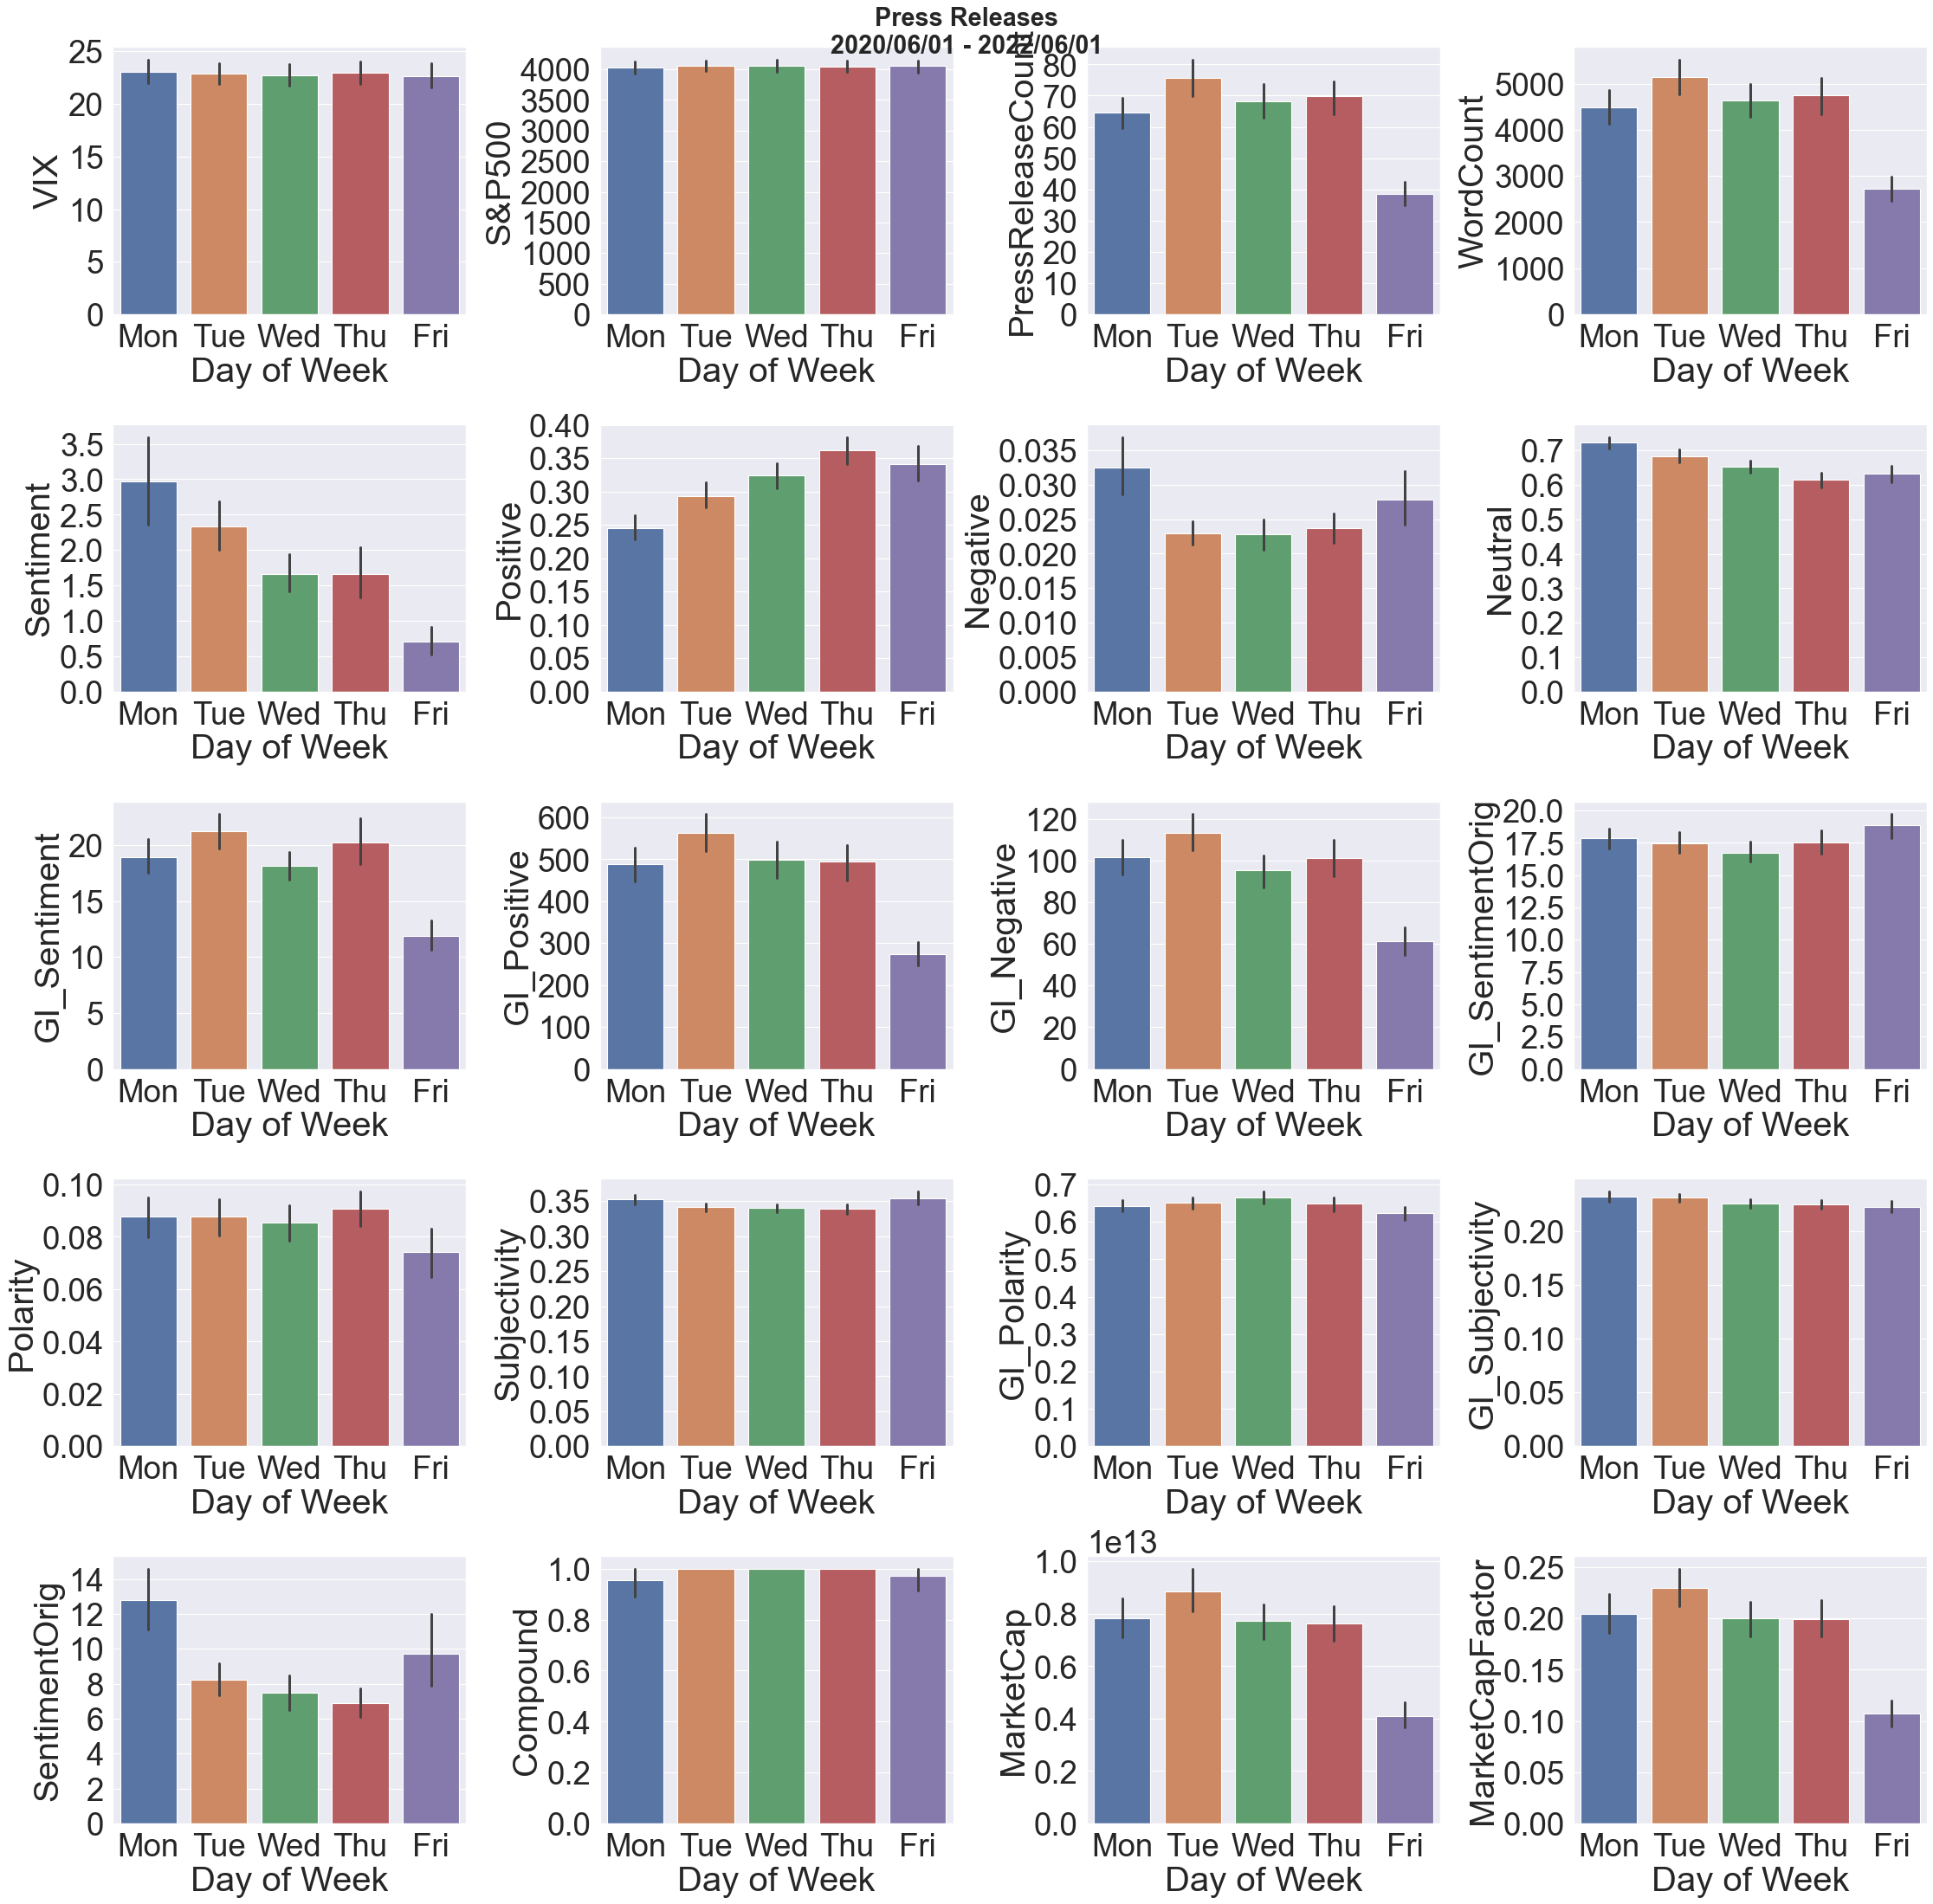 Press Releases
2020/06/01 - 2022/06/01
VIX
25
20
15
10
5
0
Mon Tue Wed Thu Fri
Day of Week
S&P500
4000
3500
3000
2500
2000
1500
1000
500
0
Mon Tue Wed Thu Fri
Day of Week
PressReleaseCount
80
70
60
50
40
30
20
10
0
Mon Tue Wed Thu Fri
Day of Week
WordCount
5000
4000
3000
2000
1000
0
Mon Tue Wed Thu Fri
Day of Week
Sentiment
3.5
3.0
2.5
2.0
1.5
1.0
0.5
0.0
Mon Tue Wed Thu Fri
Day of Week
Positive
0.40
0.35
0.30
0.25
0.20
0.15
0.10
0.05
0.00
Mon Tue Wed Thu Fri
Day of Week
Negative
0.035
0.030
0.025
0.020
0.015
0.010
0.005
0.000
Mon Tue Wed Thu Fri
Day of Week
Neutral
0.7
0.6
0.5
0.4
0.3
0.2
0.1
0.0
Mon Tue Wed Thu Fri
Day of Week
GI_Sentiment
20
15
10
5
0
Mon Tue Wed Thu Fri
Day of Week
GI_Positive
600
500
400
300
200
100
0
Mon Tue Wed Thu Fri
Day of Week
GI_Negative
120
100
80
60
40
20
0
Mon Tue Wed Thu Fri
Day of Week
GI_SentimentOrig
20.0
17.5
15.0
12.5
10.0
7.5
5.0
2.5
0.0
Mon Tue Wed Thu Fri
Day of Week
Polarity
0.10
0.08
0.06
0.04
0.02
0.00
Mon Tue Wed Thu Fri
Day of Week
Subjectivity
0.35
0.30
0.25
0.20
0.15
0.10
0.05
0.00
Mon Tue Wed Thu Fri
Day of Week
GI_Polarity
0.7
0.6
0.5
0.4
0.3
0.2
0.1
0.0
Mon Tue Wed Thu Fri
Day of Week
GI_Subjectivity
0.20
0.15
0.10
0.05
0.00
Mon Tue Wed Thu Fri
Day of Week
SentimentOrig
14
12
10
8
6
4
2
0
Mon Tue Wed Thu Fri
Day of Week
Compound
1.0
0.8
0.6
0.4
0.2
0.0
Mon Tue Wed Thu Fri
Day of Week
1e13
MarketCap
1.0
0.8
0.6
0.4
0.2
0.0
Mon Tue Wed Thu Fri
Day of Week
MarketCapFactor
0.25
0.20
0.15
0.10
0.05
0.00
Mon Tue Wed Thu Fri
Day of Week